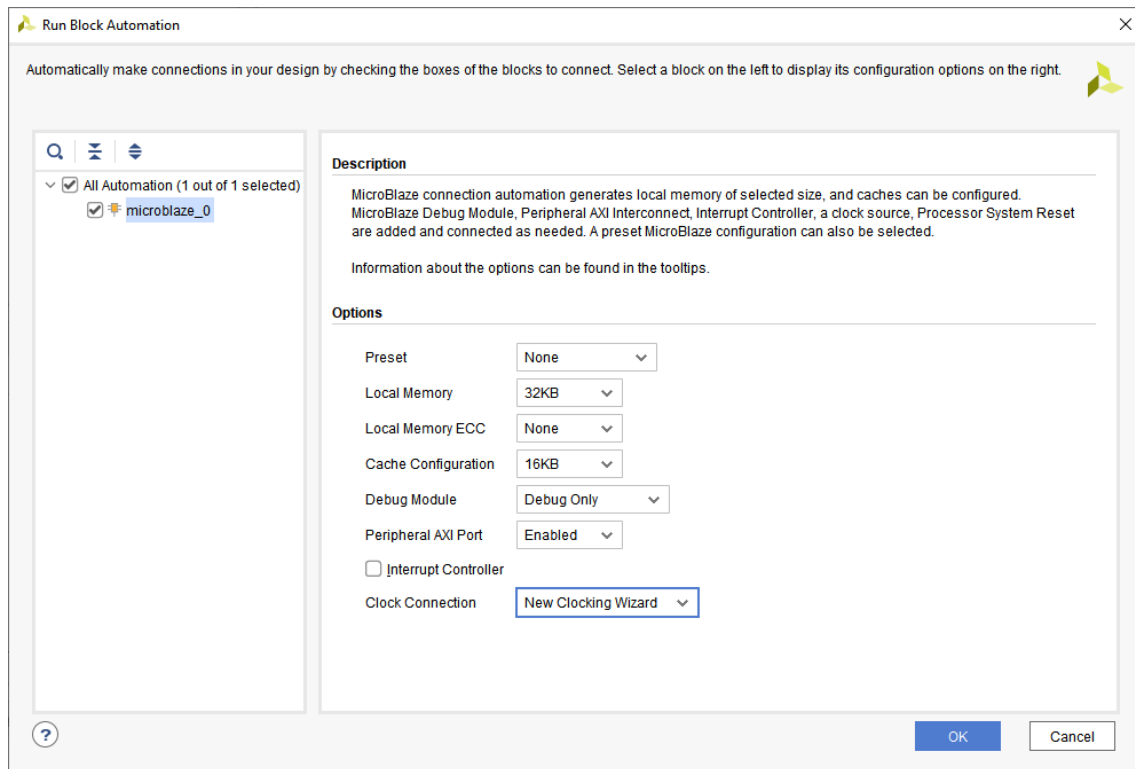 Run Block Automation
Automatically make connections in your design by checking the boxes of the blocks to connect. Select a block on the left to display its configuration options on the right.
All Automation (1 out of 1 selected)
microblaze_0
Description
MicroBlaze connection automation generates local memory of selected size, and caches can be configured.
MicroBlaze Debug Module, Peripheral AXI Interconnect, Interrupt Controller, a clock source, Processor System Reset
are added and connected as needed. A preset MicroBlaze configuration can also be selected.
Information about the options can be found in the tooltips.
Options
Preset None
Local Memory 32KB
Local Memory ECC None
Cache Configuration 16KB
Debug Module Debug Only
Peripheral AXI Port Enabled
Interrupt Controller
Clock Connection New Clocking Wizard
?
OK
Cancel